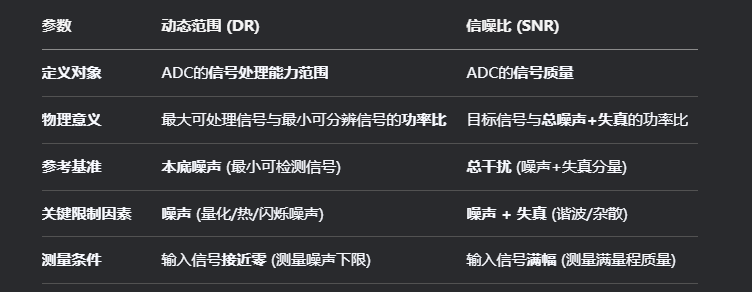 参数 动态范围 (DR) 信噪比 (SNR)
定义对象 ADC的信号处理能力范围 ADC的信号质量
物理意义 最大可处理信号与最小可分辨信号的功率比 目标信号与总噪声+失真的功率比
参考基准 本底噪声 (最小可检测信号) 总干扰 (噪声+失真分量)
关键限制因素 噪声 (量化/热/闪烁噪声) 噪声 + 失真 (谐波/杂散)
测量条件 输入信号接近零 (测量噪声下限) 输入信号满幅 (测量满量程质量)